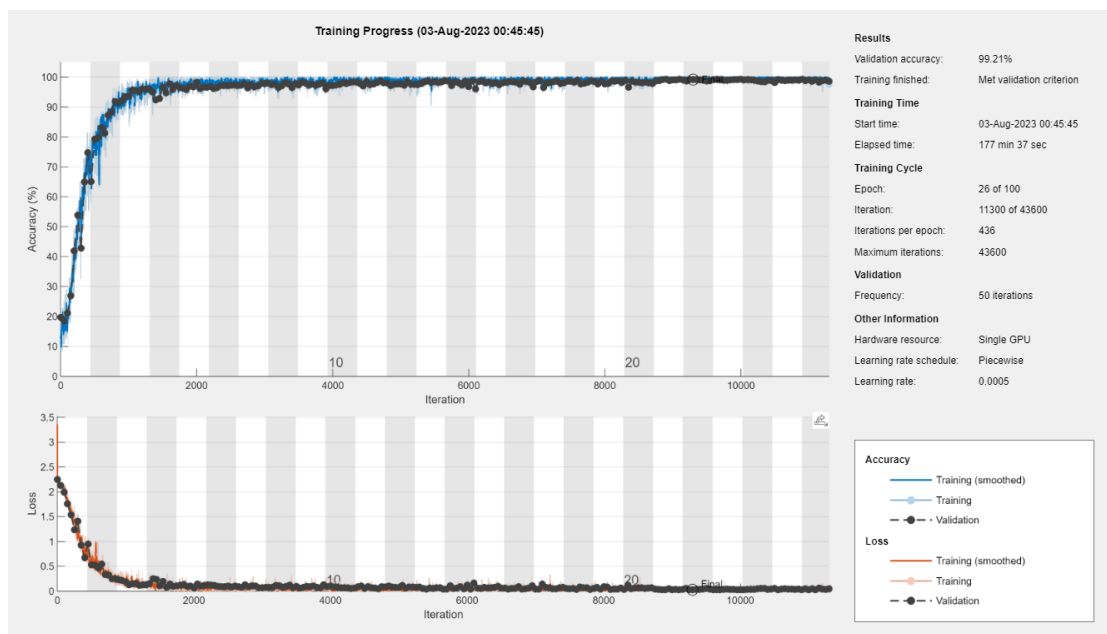 Training Progress (03-Aug-2023 00:45:45)
Accuracy (%)
100
90
80
70
60
50
40
30
20
10
0
10
20
Final
0
2000
4000
6000
8000
10000
Iteration
Loss
3.5
3
2.5
2
1.5
1
0.5
0
10
20
Final
0
2000
4000
6000
8000
10000
Iteration
Results
Validation accuracy: 99.21%
Training finished: Met validation criterion
Training Time
Start time: 03-Aug-2023 00:45:45
Elapsed time: 177 min 37 sec
Training Cycle
Epoch: 26 of 100
Iteration: 11300 of 43600
Iterations per epoch: 436
Maximum iterations: 43600
Validation
Frequency: 50 iterations
Other Information
Hardware resource: Single GPU
Learning rate schedule: Piecewise
Learning rate: 0.0005
Accuracy
Training (smoothed)
Training
Validation
Loss
Training (smoothed)
Training
Validation